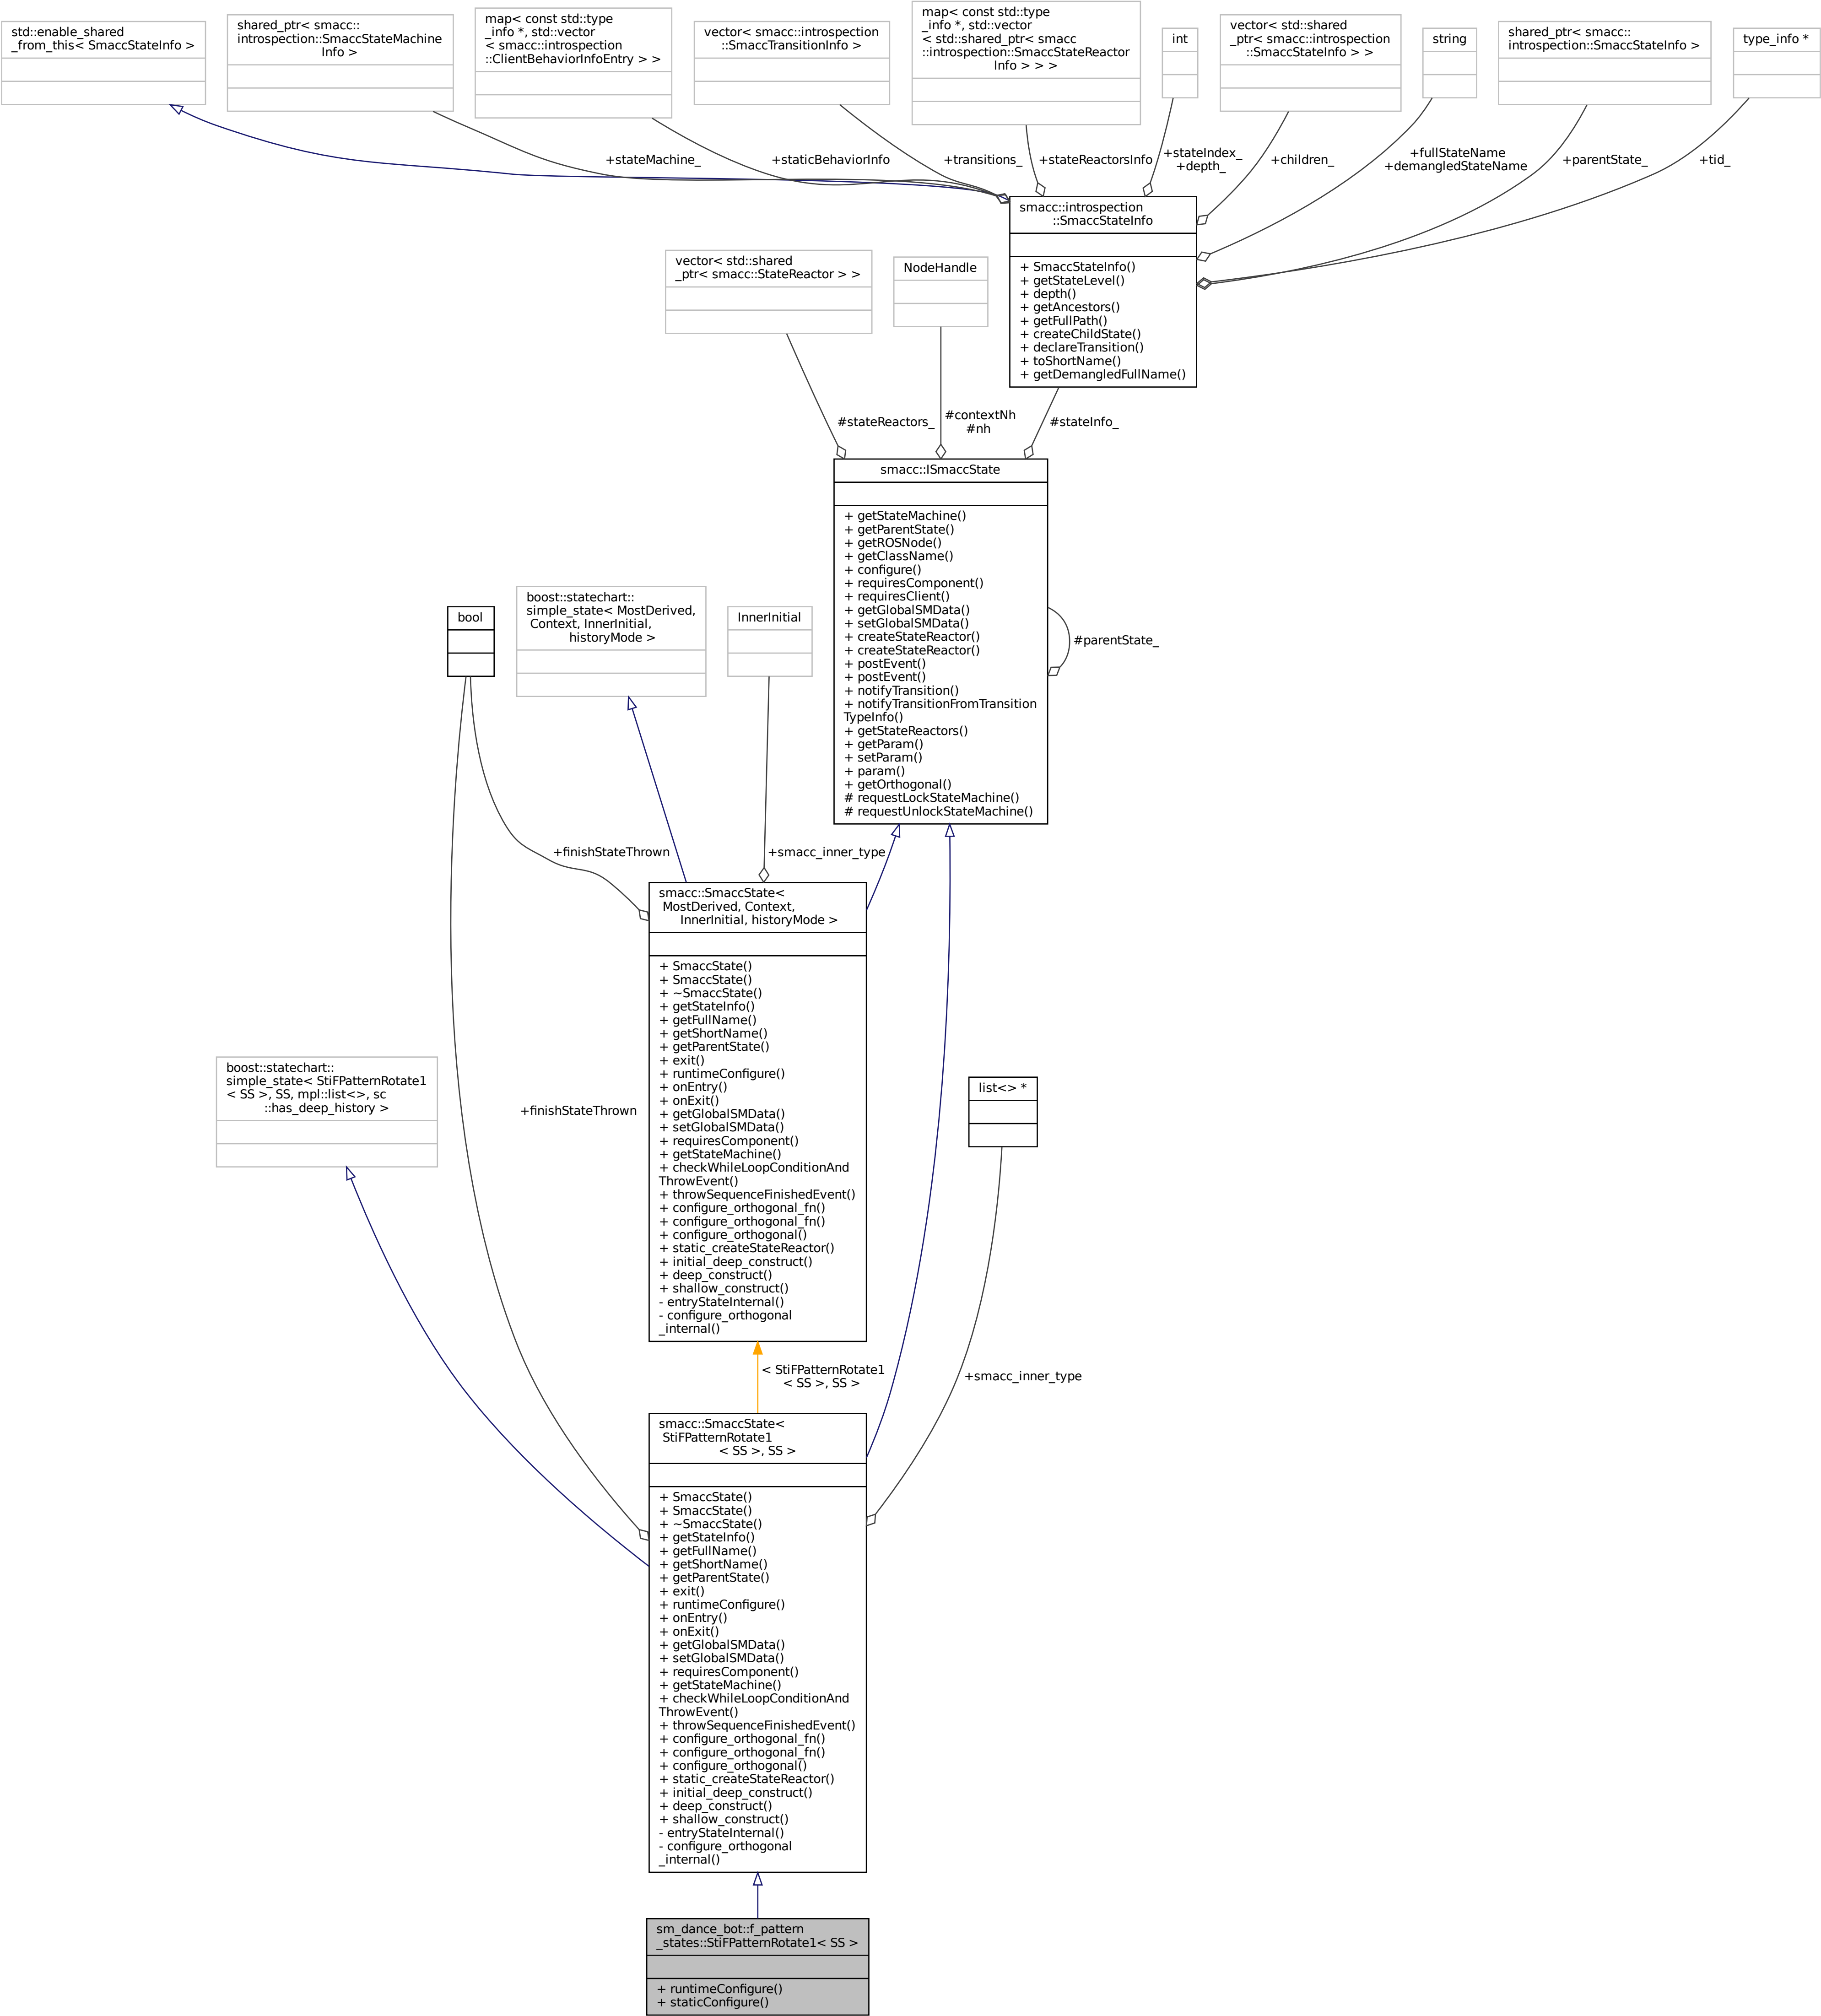 std::enable_shared
_from_this< SmaccStateInfo >
shared_ptr< smacc::
introspection::SmaccStateMachine
Info >
map< const std::type
_info *, std::vector
< smacc::introspection
::ClientBehaviorInfoEntry > >
vector< smacc::introspection
::SmaccTransitionInfo >
map< const std::type
_info *, std::vector
< std::shared_ptr< smacc
::introspection::SmaccStateReactor
Info > > >
int
vector< std::shared
_ptr< smacc::introspection
::SmaccStateInfo > >
string
shared_ptr< smacc::
introspection::SmaccStateInfo >
type_info *
+stateMachine_
+staticBehaviorInfo
+transitions_
+stateReactorsInfo
+stateIndex_
+depth_
+children_
+fullStateName
+demangledStateName
+parentState_
+tid_
smacc::introspection
::SmaccStateInfo
+ SmaccStateInfo()
+ getStateLevel()
+ depth()
+ getAncestors()
+ getFullPath()
+ createChildState()
+ declareTransition()
+ toShortName()
+ getDemangledFullName()
vector< std::shared
_ptr< smacc::StateReactor > >
NodeHandle
#stateReactors_
#contextNh
#nh
#stateInfo_
smacc::ISmaccState
+ getStateMachine()
+ getParentState()
+ getROSNode()
+ getClassName()
+ configure()
+ requiresComponent()
+ requiresClient()
+ getGlobalSMData()
+ setGlobalSMData()
+ createStateReactor()
+ createStateReactor()
+ postEvent()
+ postEvent()
+ notifyTransition()
+ notifyTransitionFromTransition
TypeInfo()
+ getStateReactors()
+ getParam()
+ setParam()
+ param()
+ getOrthogonal()
# requestLockStateMachine()
# requestUnlockStateMachine()
#parentState_
bool
boost::statechart::
simple_state< MostDerived,
Context, InnerInitial,
historyMode >
InnerInitial
+finishStateThrown
+smacc_inner_type
smacc::SmaccState<
MostDerived, Context,
InnerInitial, historyMode >
+ SmaccState()
+ SmaccState()
+ ~SmaccState()
+ getStateInfo()
+ getFullName()
+ getShortName()
+ getParentState()
+ exit()
+ runtimeConfigure()
+ onEntry()
+ onExit()
+ getGlobalSMData()
+ setGlobalSMData()
+ requiresComponent()
+ getStateMachine()
+ checkWhileLoopConditionAnd
ThrowEvent()
+ throwSequenceFinishedEvent()
+ configure_orthogonal_fn()
+ configure_orthogonal_fn()
+ configure_orthogonal()
+ static_createStateReactor()
+ initial_deep_construct()
+ deep_construct()
+ shallow_construct()
- entryStateInternal()
- configure_orthogonal
_internal()
boost::statechart::
simple_state< StiFPatternRotate1
< SS >, SS, mpl::list<>, sc
::has_deep_history >
+finishStateThrown
list<> *
< StiFPatternRotate1
< SS >, SS >
+smacc_inner_type
smacc::SmaccState<
StiFPatternRotate1
< SS >, SS >
+ SmaccState()
+ SmaccState()
+ ~SmaccState()
+ getStateInfo()
+ getFullName()
+ getShortName()
+ getParentState()
+ exit()
+ runtimeConfigure()
+ onEntry()
+ onExit()
+ getGlobalSMData()
+ setGlobalSMData()
+ requiresComponent()
+ getStateMachine()
+ checkWhileLoopConditionAnd
ThrowEvent()
+ throwSequenceFinishedEvent()
+ configure_orthogonal_fn()
+ configure_orthogonal_fn()
+ configure_orthogonal()
+ static_createStateReactor()
+ initial_deep_construct()
+ deep_construct()
+ shallow_construct()
- entryStateInternal()
- configure_orthogonal
_internal()
sm_dance_bot::f_pattern
_states::StiFPatternRotate1< SS >
+ runtimeConfigure()
+ staticConfigure()